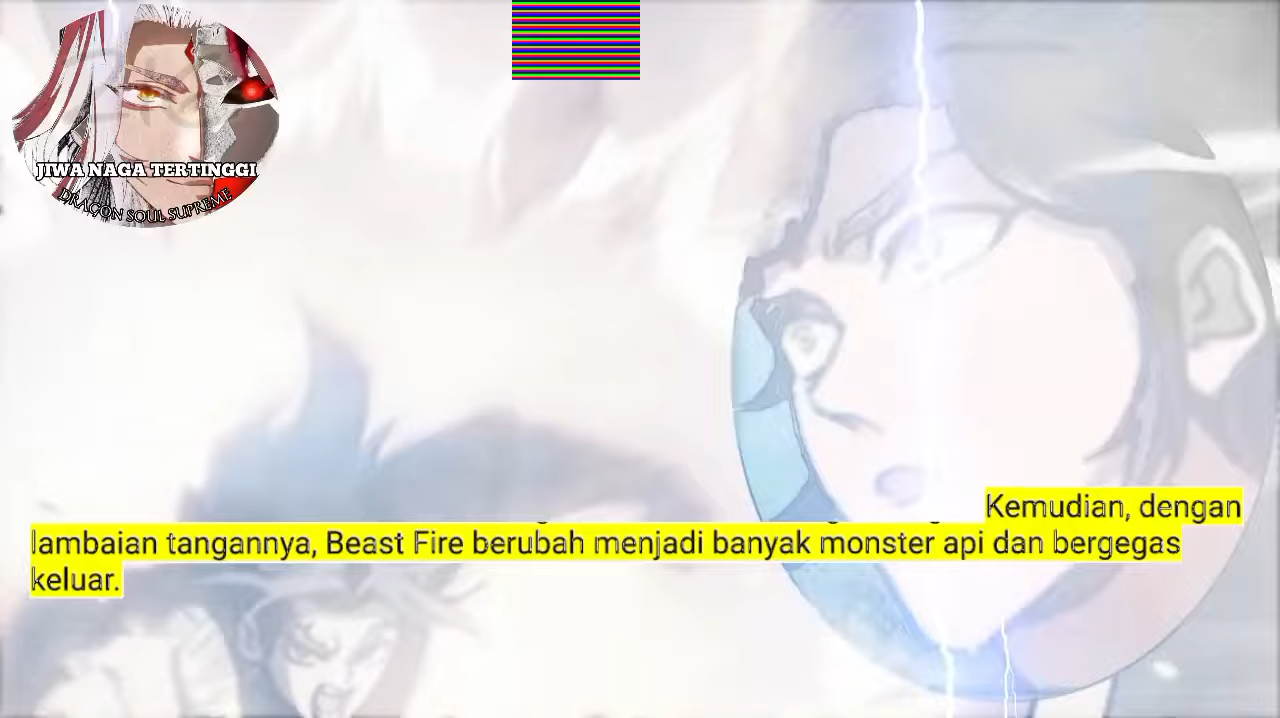 JIWA NAGA TERTINGGI
DRAGON SOUL SUPREME
Kemudian, dengan
lambaian tangannya, Beast Fire berubah menjadi banyak monster api dan bergegas
keluar.